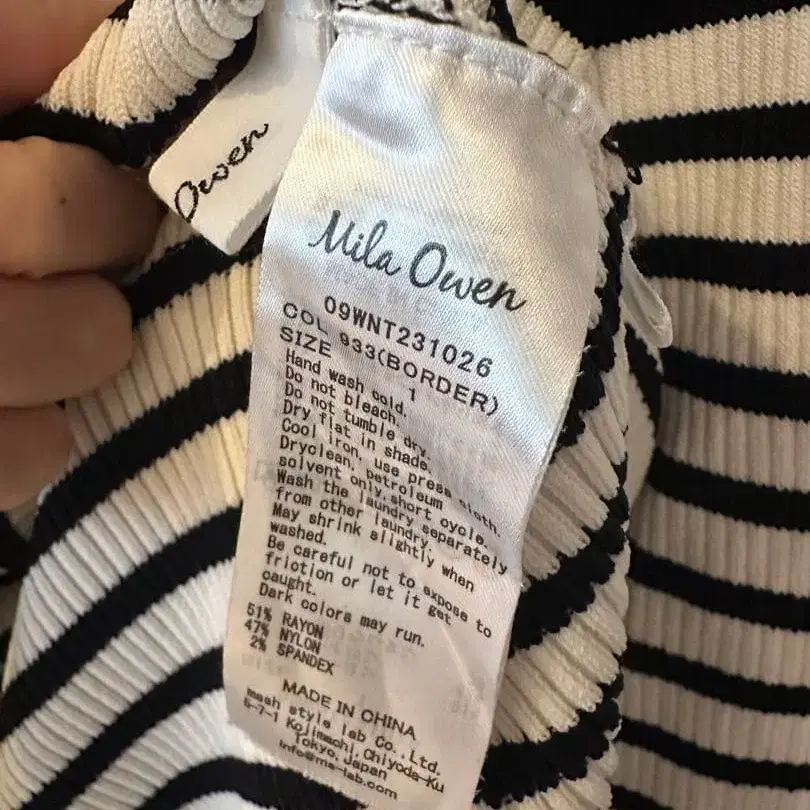 Owen
Mila Owen
09WNT231026
COL 933(BORDER)
SIZE 1
Hand wash cold.
Do not bleach.
Do not tumble dry.
Dry flat in shade.
Cool iron, use press cloth.
Dryclean, petroleum
solvent only.short cycle.
Wash the laundry separately
from other laundry.
May shrink slightly when
washed.
Be careful not to expose to
friction or let it get
caught.
Dark colors may run.
51% RAYON
47% NYLON
2% SPANDEX
MADE IN CHINA
mash style lab Co.,Ltd.
5-7-1 Kojimachi,Chiyoda-Ku
Tokyo.Japan
info@ms-lab.com